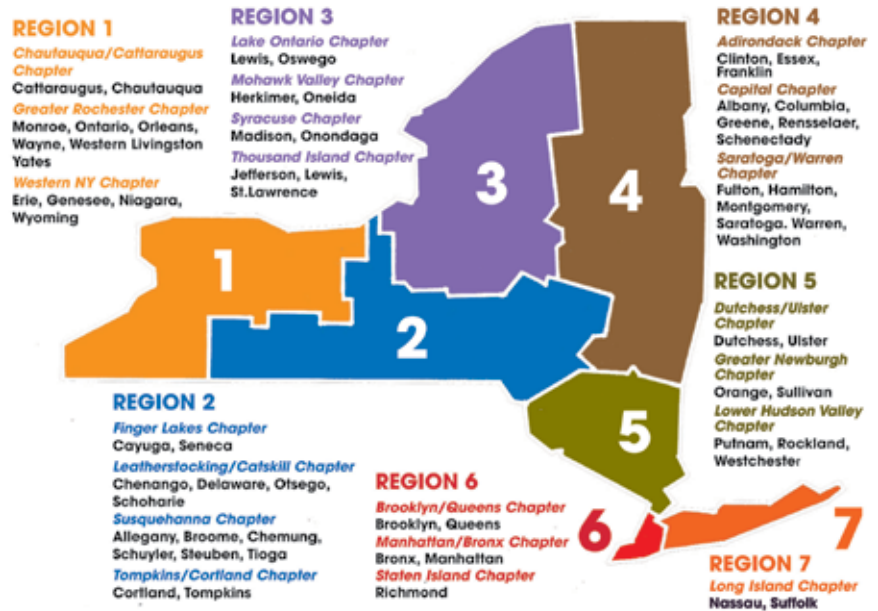 REGION 1
Chautauqua/Cattaraugus
Chapter
Cattaraugus, Chautauqua
Greater Rochester Chapter
Monroe, Ontario, Orleans,
Wayne, Western Livingston
Yates
Western NY Chapter
Erie, Genesee, Niagara,
Wyoming
REGION 3
Lake Ontario Chapter
Lewis, Oswego
Mohawk Valley Chapter
Herkimer, Oneida
Syracuse Chapter
Madison, Onondaga
Thousand Island Chapter
Jefferson, Lewis,
St.Lawrence
REGION 4
Adirondack Chapter
Clinton, Essex,
Franklin
Capital Chapter
Albany, Columbia,
Greene, Rensselaer,
Schenectady
Saratoga/Warren
Chapter
Fulton, Hamilton,
Montgomery,
Saratoga. Warren,
Washington
1
2
3
4
5
6
7
REGION 5
Dutchess/Ulster
Chapter
Dutchess, Ulster
Greater Newburgh
Chapter
Orange, Sullivan
Lower Hudson Valley
Chapter
Putnam, Rockland,
Westchester
REGION 2
Finger Lakes Chapter
Cayuga, Seneca
Leatherstocking/Catskill Chapter
Chenango, Delaware, Otsego,
Schoharie
Susquehanna Chapter
Allegany, Broome, Chemung,
Schuyler, Steuben, Tioga
Tompkins/Cortland Chapter
Cortland, Tompkins
REGION 6
Brooklyn/Queens Chapter
Brooklyn, Queens
Manhattan/Bronx Chapter
Bronx, Manhattan
Staten Island Chapter
Richmond
REGION 7
Long Island Chapter
Nassau, Suffolk